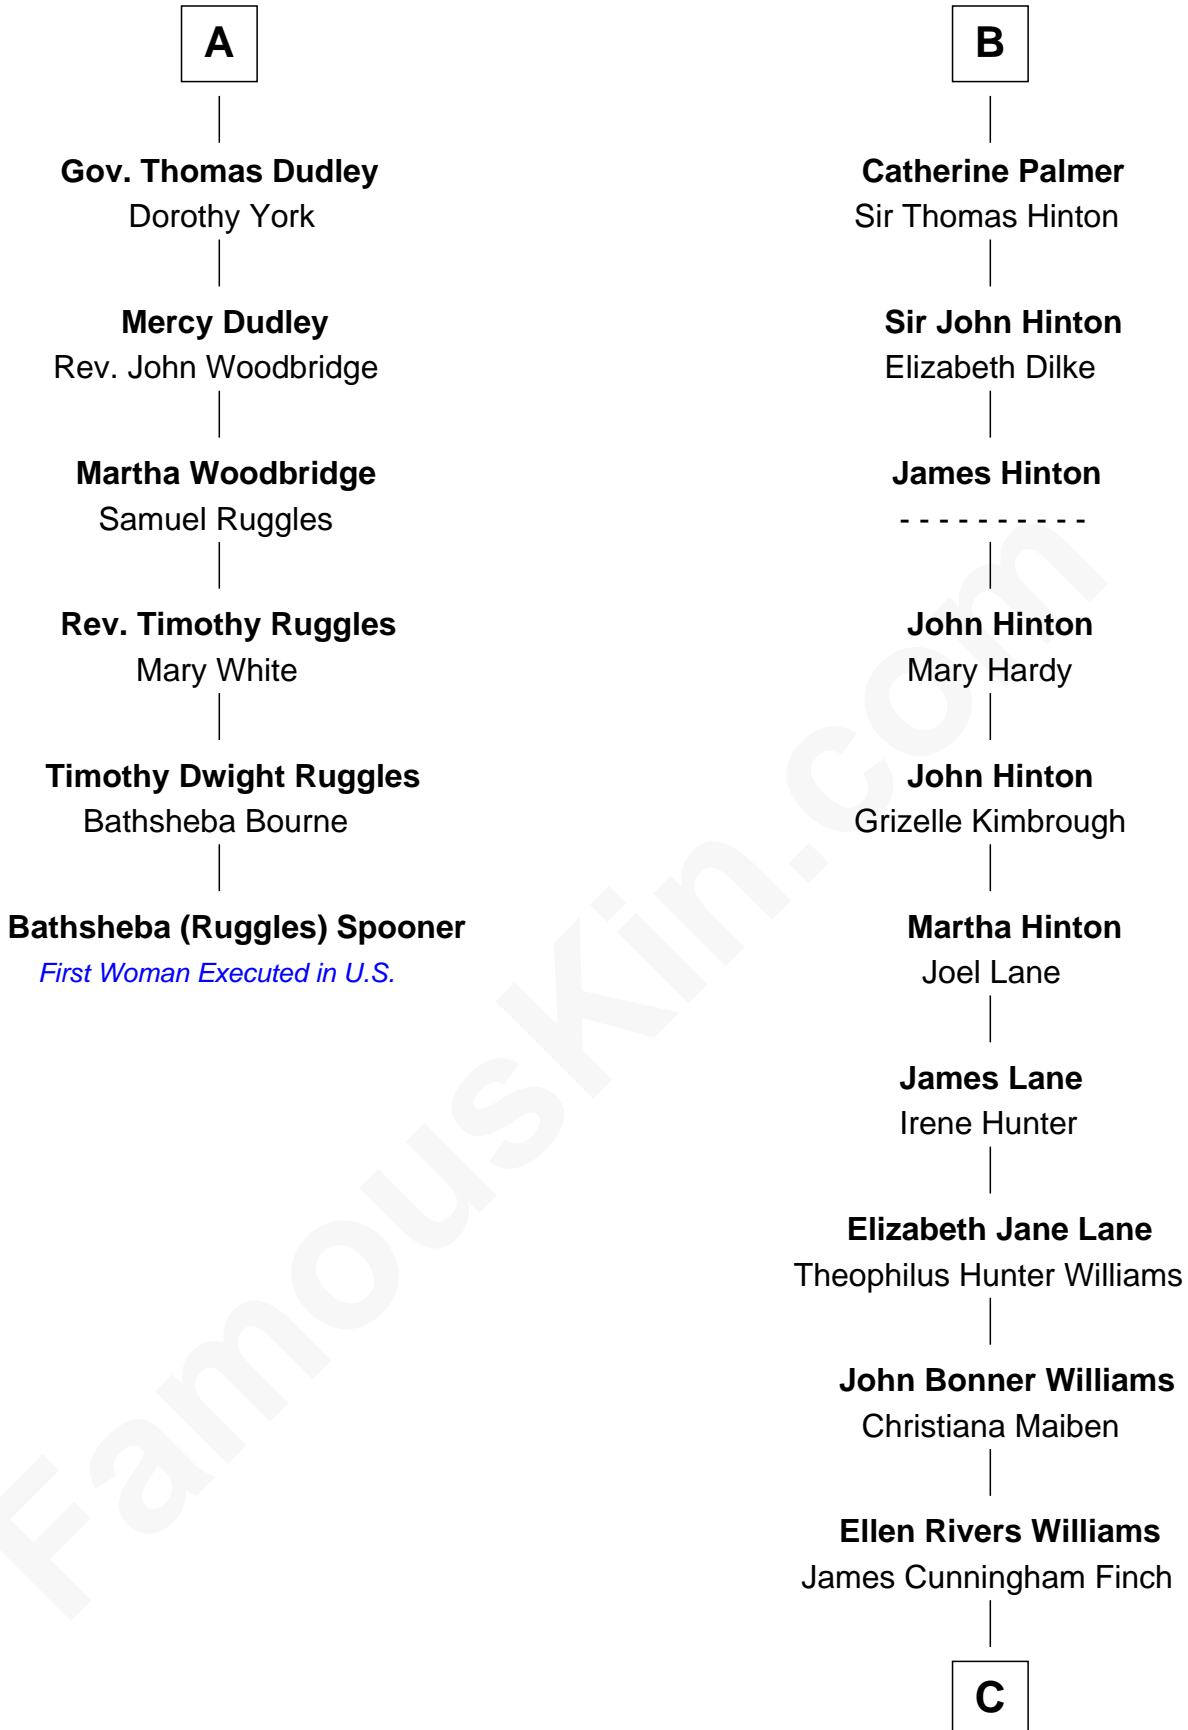 A
Gov. Thomas Dudley
Dorothy York
Mercy Dudley
Rev. John Woodbridge
Martha Woodbridge
Samuel Ruggles
Rev. Timothy Ruggles
Mary White
Timothy Dwight Ruggles
Bathsheba Bourne
Bathsheba (Ruggles) Spooner
First Woman Executed in U.S.
B
Catherine Palmer
Sir Thomas Hinton
Sir John Hinton
Elizabeth Dilke
James Hinton
- - - - - - - - - -
John Hinton
Mary Hardy
John Hinton
Grizelle Kimbrough
Martha Hinton
Joel Lane
James Lane
Irene Hunter
Elizabeth Jane Lane
Theophilus Hunter Williams
John Bonner Williams
Christiana Maiben
Ellen Rivers Williams
James Cunningham Finch
C
FamousKin.com